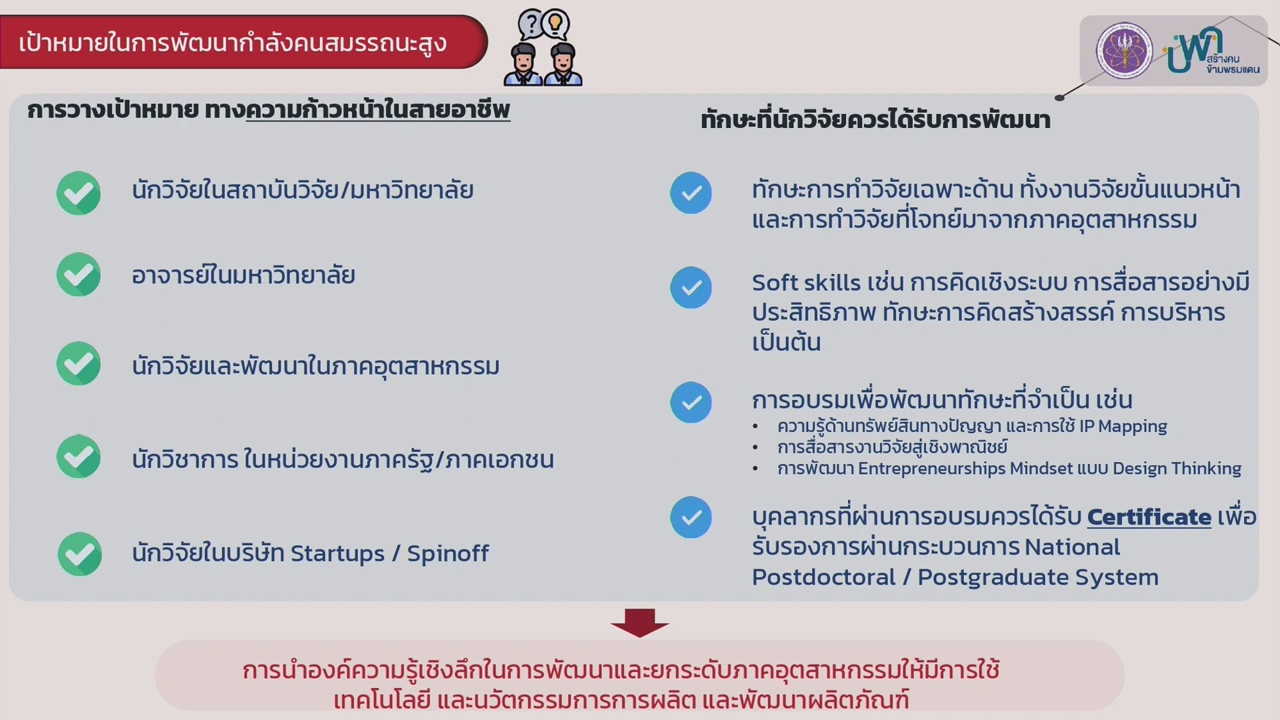 เป้าหมายในการพัฒนากำลังคนสมรรถนะสูง
?
บพค
สร้างคน
ข้ามพรมแดน
การวางเป้าหมาย ทางความก้าวหน้าในสายอาชีพ
นักวิจัยในสถาบันวิจัย/มหาวิทยาลัย
อาจารย์ในมหาวิทยาลัย
นักวิจัยและพัฒนาในภาคอุตสาหกรรม
นักวิชาการ ในหน่วยงานภาครัฐ/ภาคเอกชน
นักวิจัยในบริษัท Startups / Spinoff
ทักษะที่นักวิจัยควรได้รับการพัฒนา
ทักษะการทำวิจัยเฉพาะด้าน ทั้งงานวิจัยขั้นแนวหน้า
และการทำวิจัยที่โจทย์มาจากภาคอุตสาหกรรม
Soft skills เช่น การคิดเชิงระบบ การสื่อสารอย่างมี
ประสิทธิภาพ ทักษะการคิดสร้างสรรค์ การบริหาร
เป็นต้น
การอบรมเพื่อพัฒนาทักษะที่จำเป็น เช่น
• ความรู้ด้านทรัพย์สินทางปัญญา และการใช้ IP Mapping
• การสื่อสารงานวิจัยสู่เชิงพาณิชย์
• การพัฒนา Entrepreneurships Mindset แบบ Design Thinking
บุคลากรที่ผ่านการอบรมควรได้รับ Certificate เพื่อ
รับรองการผ่านกระบวนการ National
Postdoctoral / Postgraduate System
การนำองค์ความรู้เชิงลึกในการพัฒนาและยกระดับภาคอุตสาหกรรมให้มีการใช้
เทคโนโลยี และนวัตกรรมการการผลิต และพัฒนาผลิตภัณฑ์